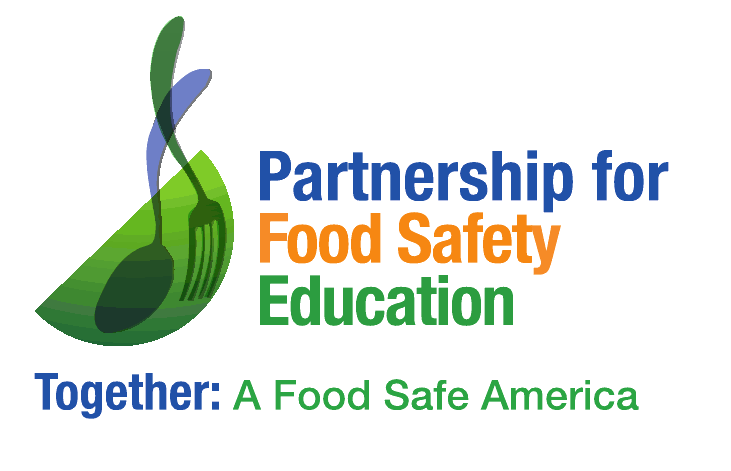 Partnership for
Food Safety
Education
Together: A Food Safe America